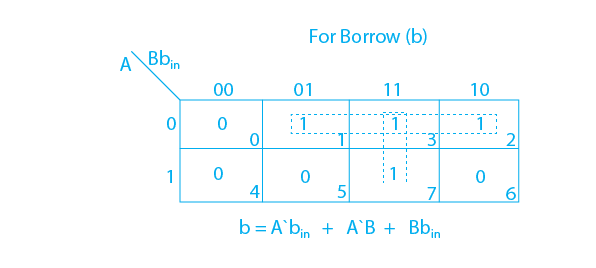 For Borrow (b)
A Bbin
00 01 11 10
0 0 0 1 1 1 3 1 2
1 0 4 0 5 1 7 0 6
b = A`bin + A`B + Bbin